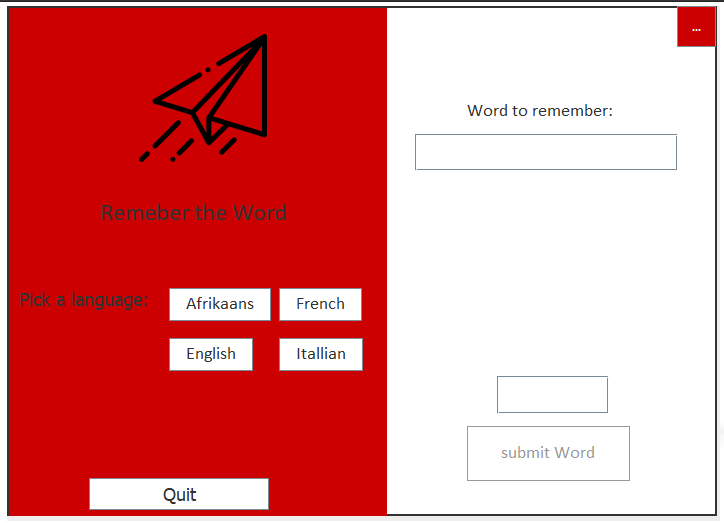 ...
Word to remember:
Remeber the Word
Pick a language:
Afrikaans
French
English
Itallian
submit Word
Quit